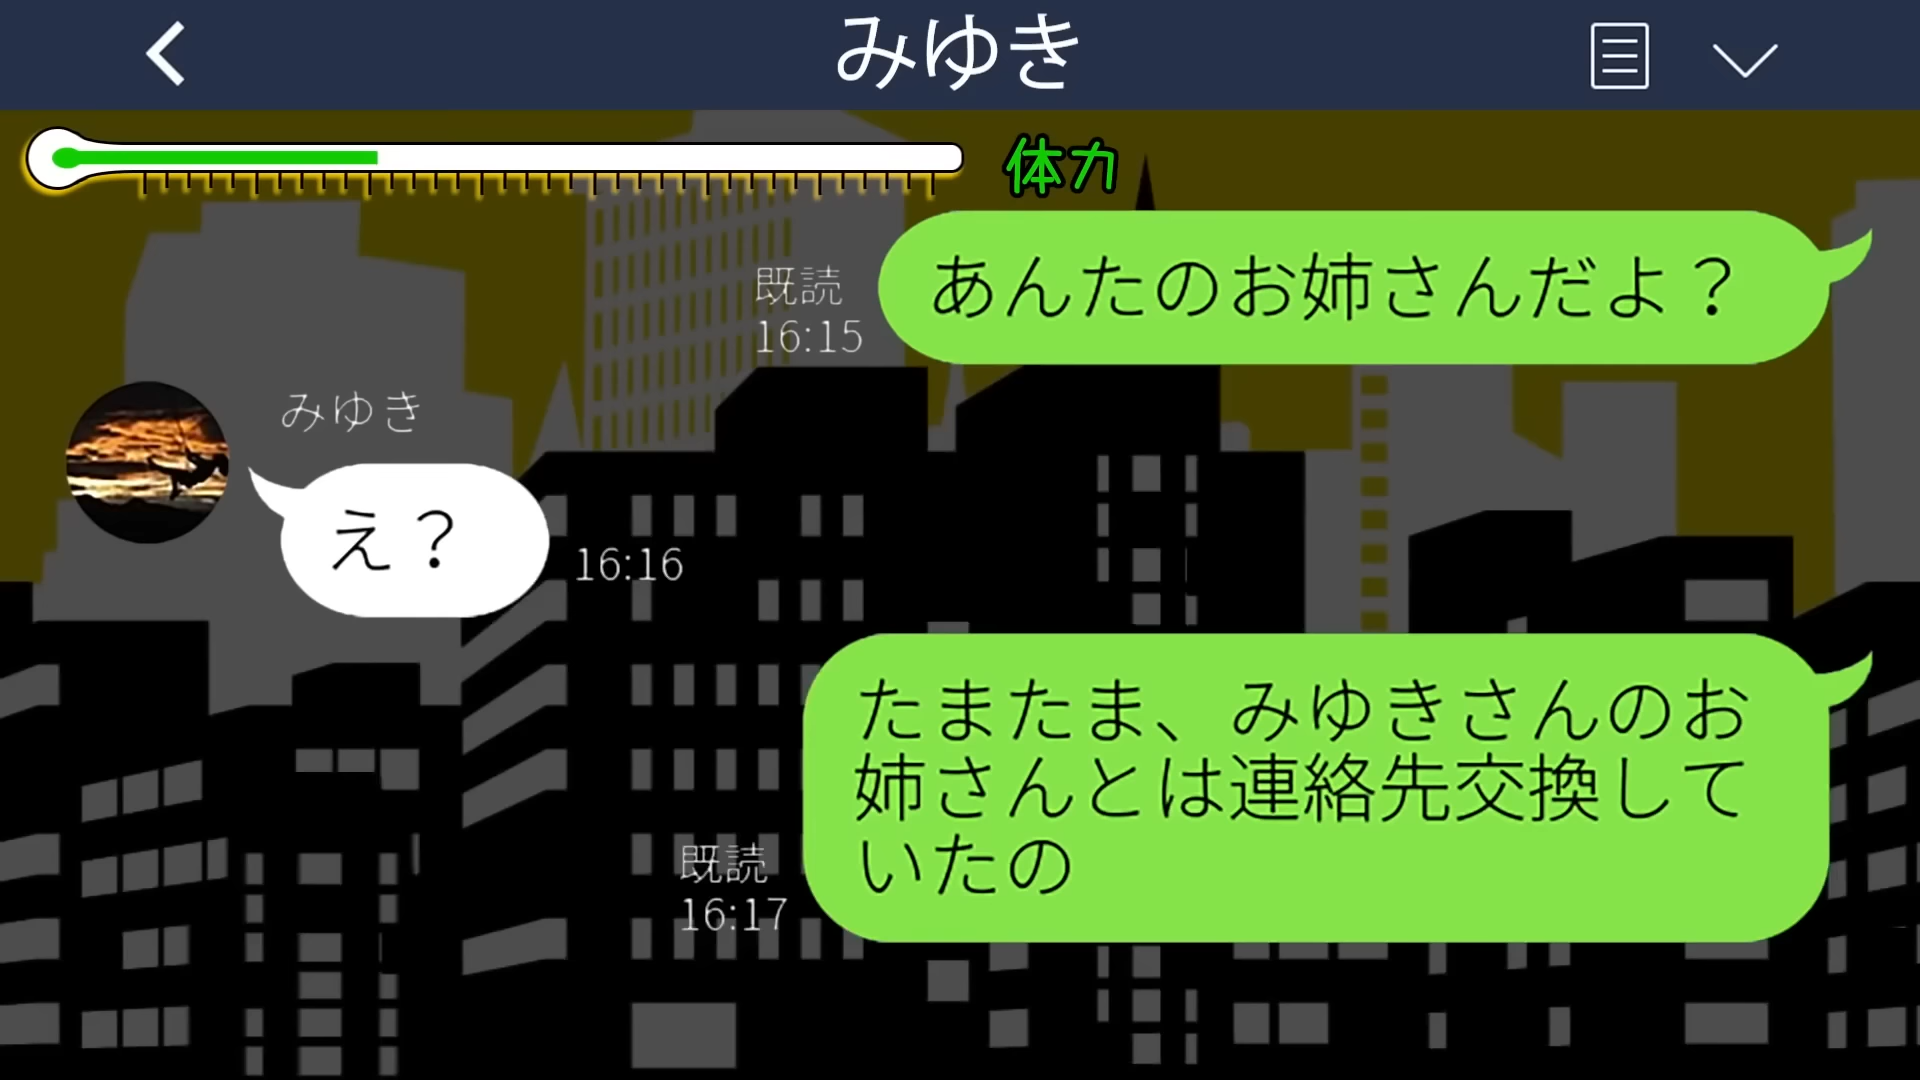 みゆき
体力
あんたのお姉さんだよ？
既読
16:15
みゆき
え？
16:16
たまたま、みゆきさんのお
姉さんとは連絡先交換して
いたの
既読
16:17